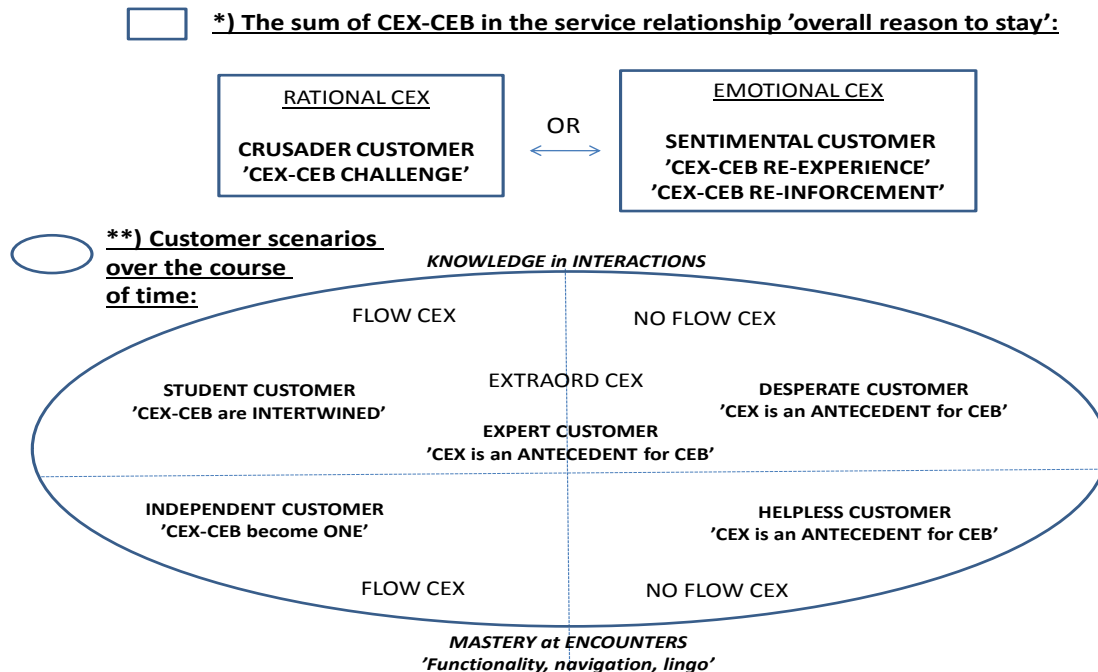 *) The sum of CEX-CEB in the service relationship ’overall reason to stay’:
RATIONAL CEX
CRUSADER CUSTOMER
’CEX-CEB CHALLENGE’
OR
EMOTIONAL CEX
SENTIMENTAL CUSTOMER
’CEX-CEB RE-EXPERIENCE’
’CEX-CEB RE-INFORCEMENT’
**) Customer scenarios
over the course
of time:
KNOWLEDGE in INTERACTIONS
FLOW CEX
NO FLOW CEX
STUDENT CUSTOMER
’CEX-CEB are INTERTWINED’
EXTRAORD CEX
EXPERT CUSTOMER
’CEX is an ANTECEDENT for CEB’
DESPERATE CUSTOMER
’CEX is an ANTECEDENT for CEB’
INDEPENDENT CUSTOMER
’CEX-CEB become ONE’
HELPLESS CUSTOMER
’CEX is an ANTECEDENT for CEB’
FLOW CEX
NO FLOW CEX
MASTERY at ENCOUNTERS
’Functionality, navigation, lingo’